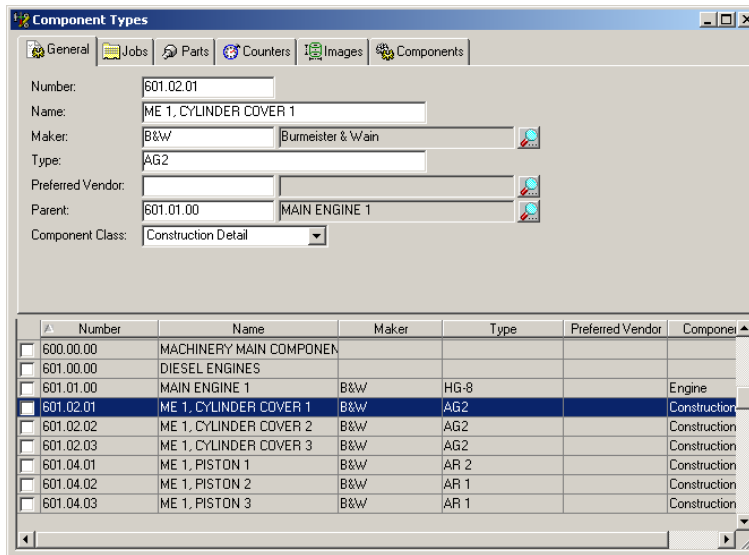 Component Types
General Jobs Parts Counters Images Components
Number: 601.02.01
Name: ME 1, CYLINDER COVER 1
Maker: B&W Burmeister & Wain
Type: AG2
Preferred Vendor:
Parent: 601.01.00 MAIN ENGINE 1
Component Class: Construction Detail
Number Name Maker Type Preferred Vendor Componen
600.00.00 MACHINERY MAIN COMPONEN
601.00.00 DIESEL ENGINES
601.01.00 MAIN ENGINE 1 B&W HG-8 Engine
601.02.01 ME 1, CYLINDER COVER 1 B&W AG2 Construction
601.02.02 ME 1, CYLINDER COVER 2 B&W AG2 Construction
601.02.03 ME 1, CYLINDER COVER 3 B&W AG2 Construction
601.04.01 ME 1, PISTON 1 B&W AR 2 Construction
601.04.02 ME 1, PISTON 2 B&W AR 1 Construction
601.04.03 ME 1, PISTON 3 B&W AR 1 Construction